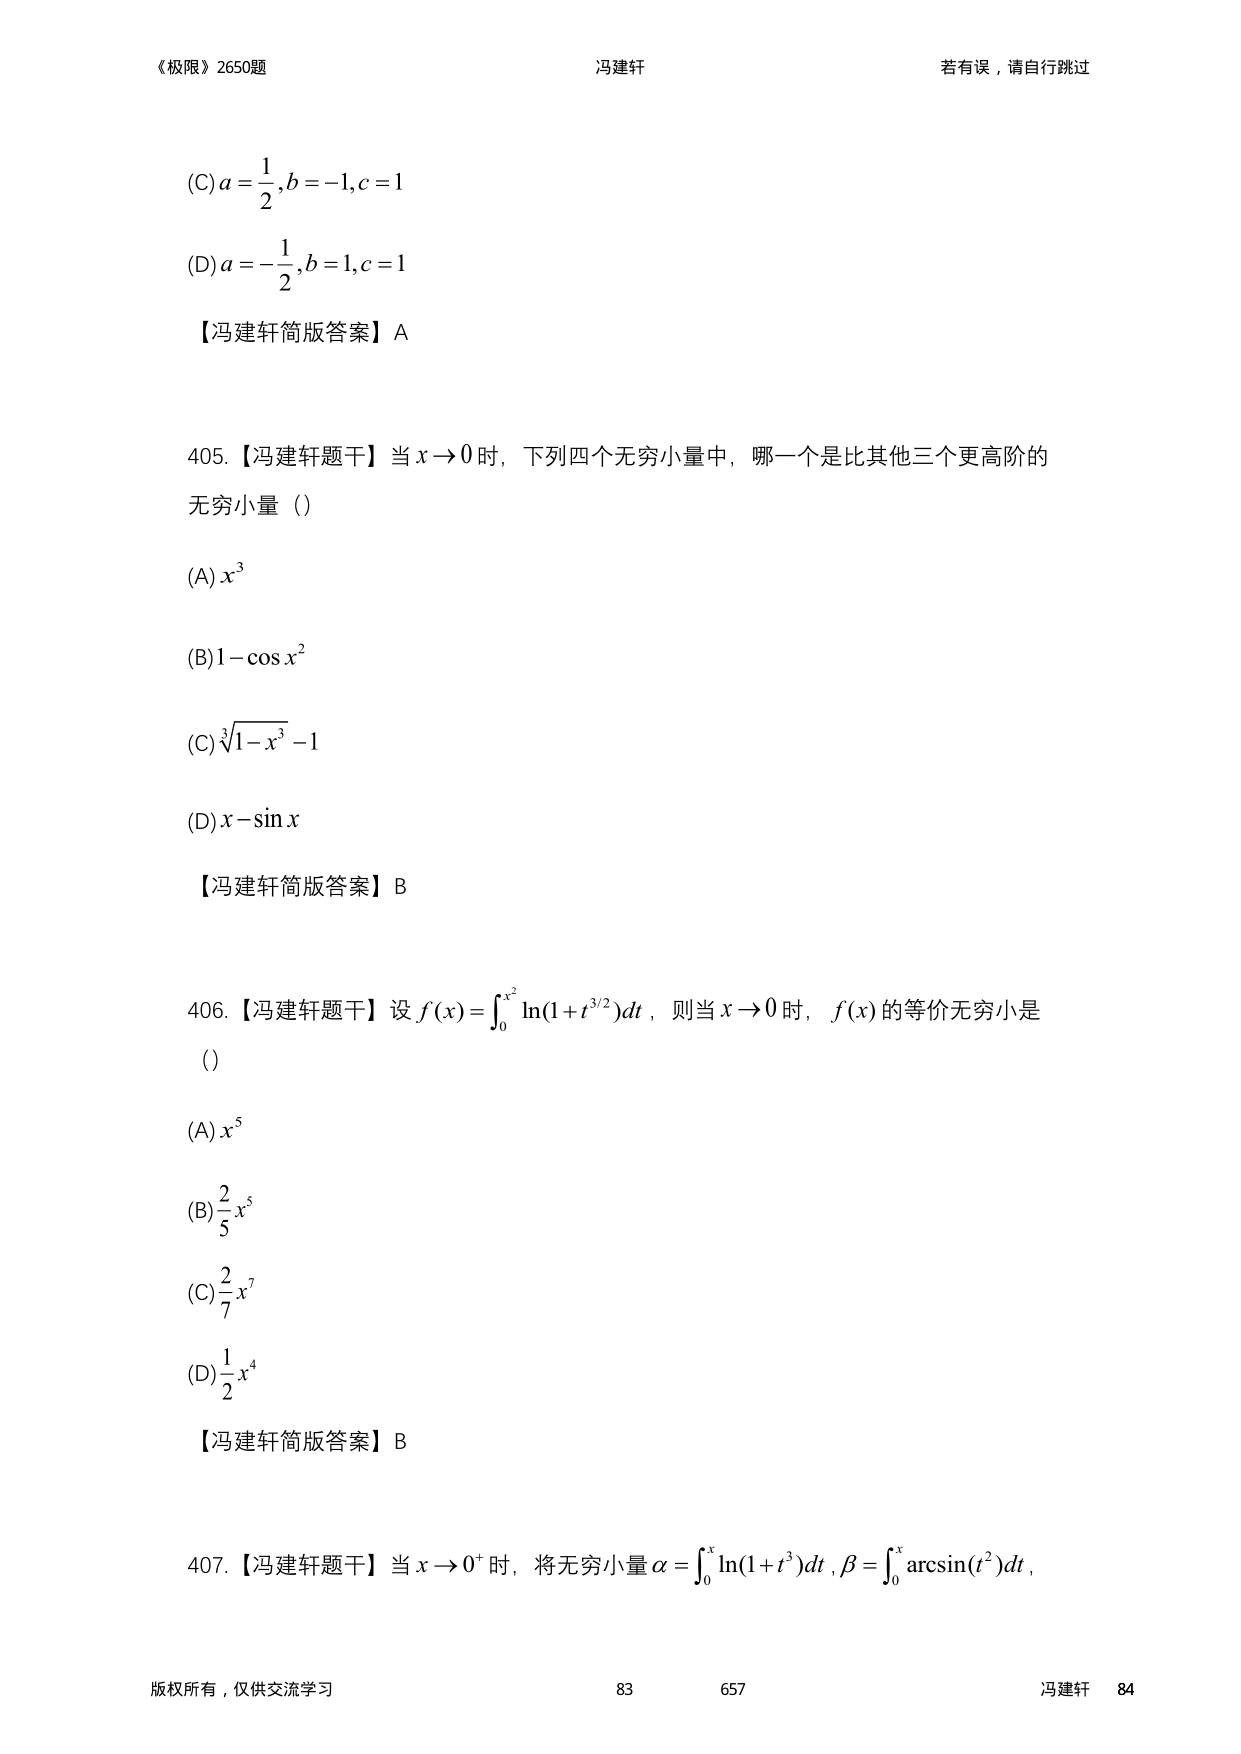 《极限》2650题 冯建轩 若有误，请自行跳过
(C) a = 1/2, b = −1, c = 1
(D) a = −1/2, b = 1, c = 1
【冯建轩简版答案】A
405.【冯建轩题干】当 x → 0 时，下列四个无穷小量中，哪一个是比其他三个更高阶的
无穷小量（）
(A) x³
(B) 1 − cos x²
(C) ∛(1 − x³) − 1
(D) x − sin x
【冯建轩简版答案】B
406.【冯建轩题干】设 f(x) = ∫₀^{x²} ln(1 + t^{3/2})dt，则当 x → 0 时，f(x) 的等价无穷小是
（）
(A) x⁵
(B) 2/5 x⁵
(C) 2/7 x⁷
(D) 1/2 x⁴
【冯建轩简版答案】B
407.【冯建轩题干】当 x → 0⁺ 时，将无穷小量 α = ∫₀^x ln(1 + t³)dt , β = ∫₀^x arcsin(t²)dt ,
版权所有，仅供交流学习 83 657 冯建轩 84